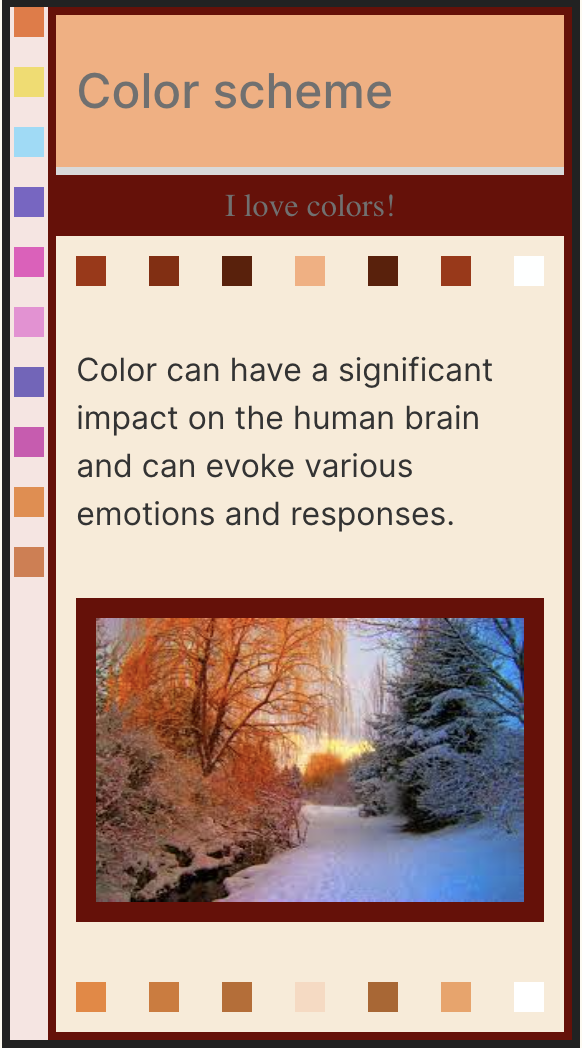 Color scheme
I love colors!
Color can have a significant
impact on the human brain
and can evoke various
emotions and responses.